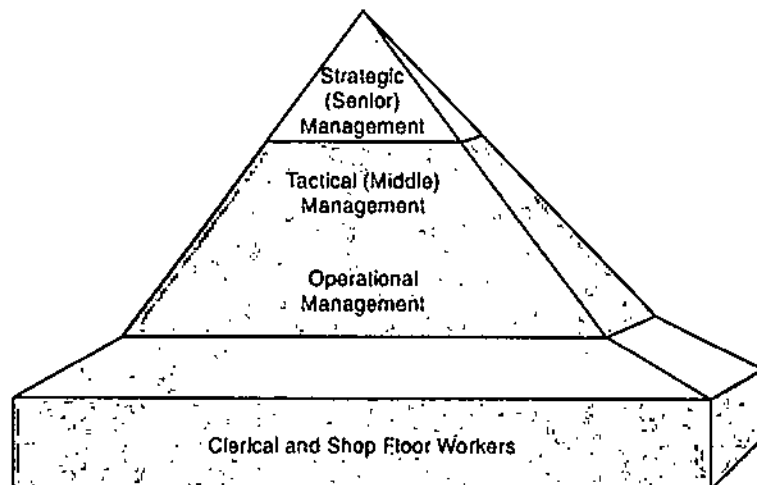 Strategic
(Senior)
Management
Tactical (Middle)
Management
Operational
Management
Clerical and Shop Floor Workers